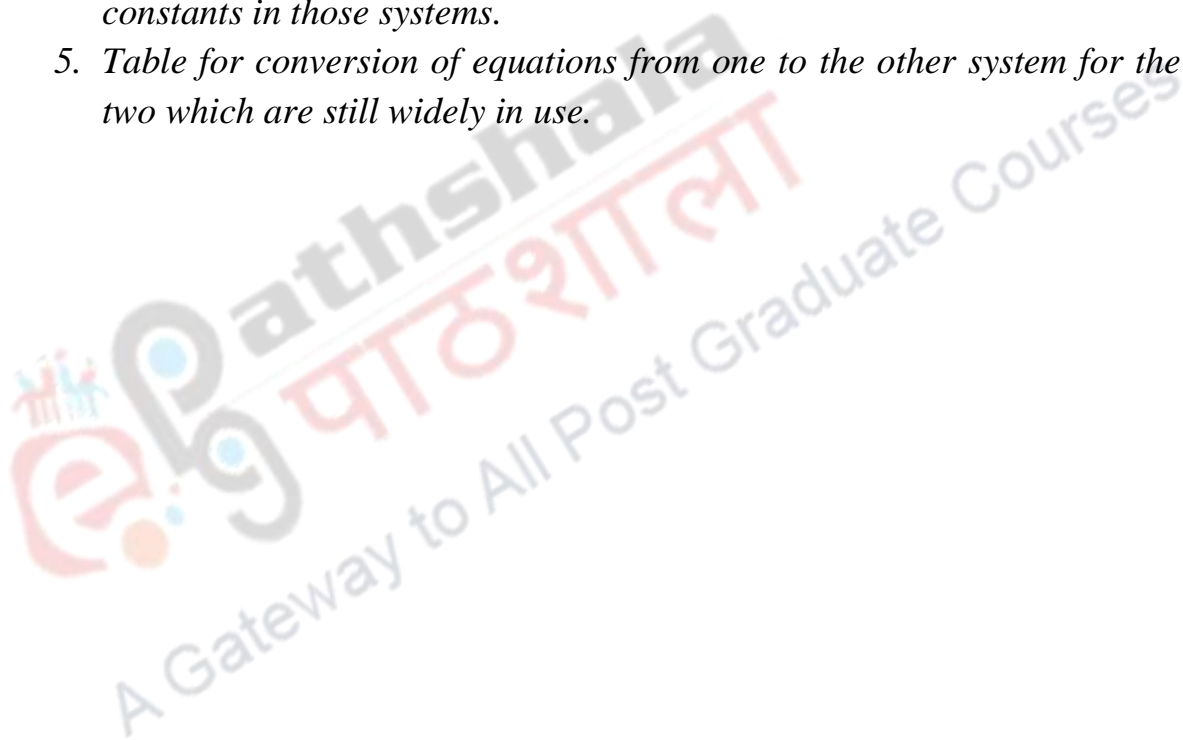 constants in those systems.
5. Table for conversion of equations from one to the other system for the
two which are still widely in use.
Pathshala
पाठशाला
A Gateway to All Post Graduate Courses